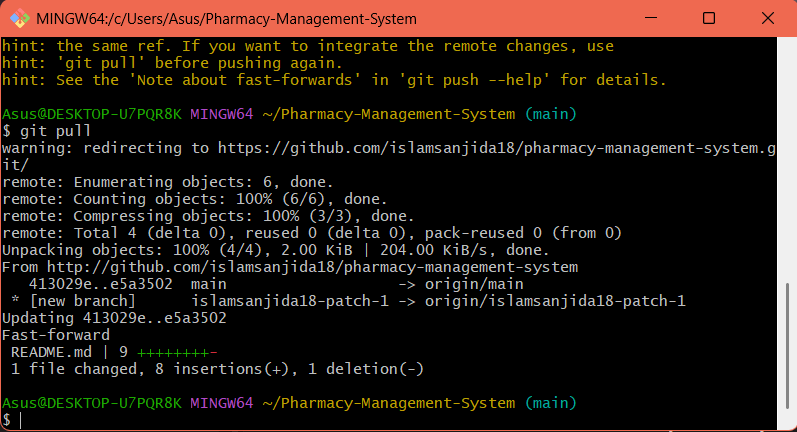 MINGW64:/c/Users/Asus/Pharmacy-Management-System
hint: the same ref. If you want to integrate the remote changes, use
hint: 'git pull' before pushing again.
hint: See the 'Note about fast-forwards' in 'git push --help' for details.
Asus@DESKTOP-U7PQR8K MINGW64 ~/Pharmacy-Management-System (main)
$ git pull
warning: redirecting to https://github.com/islamsanjida18/pharmacy-management-system.g
it/
remote: Enumerating objects: 6, done.
remote: Counting objects: 100% (6/6), done.
remote: Compressing objects: 100% (3/3), done.
remote: Total 4 (delta 0), reused 0 (delta 0), pack-reused 0 (from 0)
Unpacking objects: 100% (4/4), 2.00 KiB | 204.00 KiB/s, done.
From http://github.com/islamsanjida18/pharmacy-management-system
   413029e..e5a3502  main                   -> origin/main
 * [new branch]      islamsanjida18-patch-1 -> origin/islamsanjida18-patch-1
Updating 413029e..e5a3502
Fast-forward
 README.md | 9 ++++++++-
 1 file changed, 8 insertions(+), 1 deletion(-)
Asus@DESKTOP-U7PQR8K MINGW64 ~/Pharmacy-Management-System (main)
$